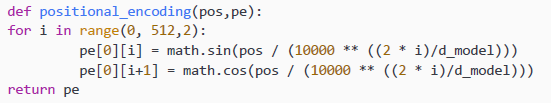 def positional_encoding(pos,pe):
for i in range(0, 512,2):
        pe[0][i] = math.sin(pos / (10000 ** ((2 * i)/d_model)))
        pe[0][i+1] = math.cos(pos / (10000 ** ((2 * i)/d_model)))
return pe